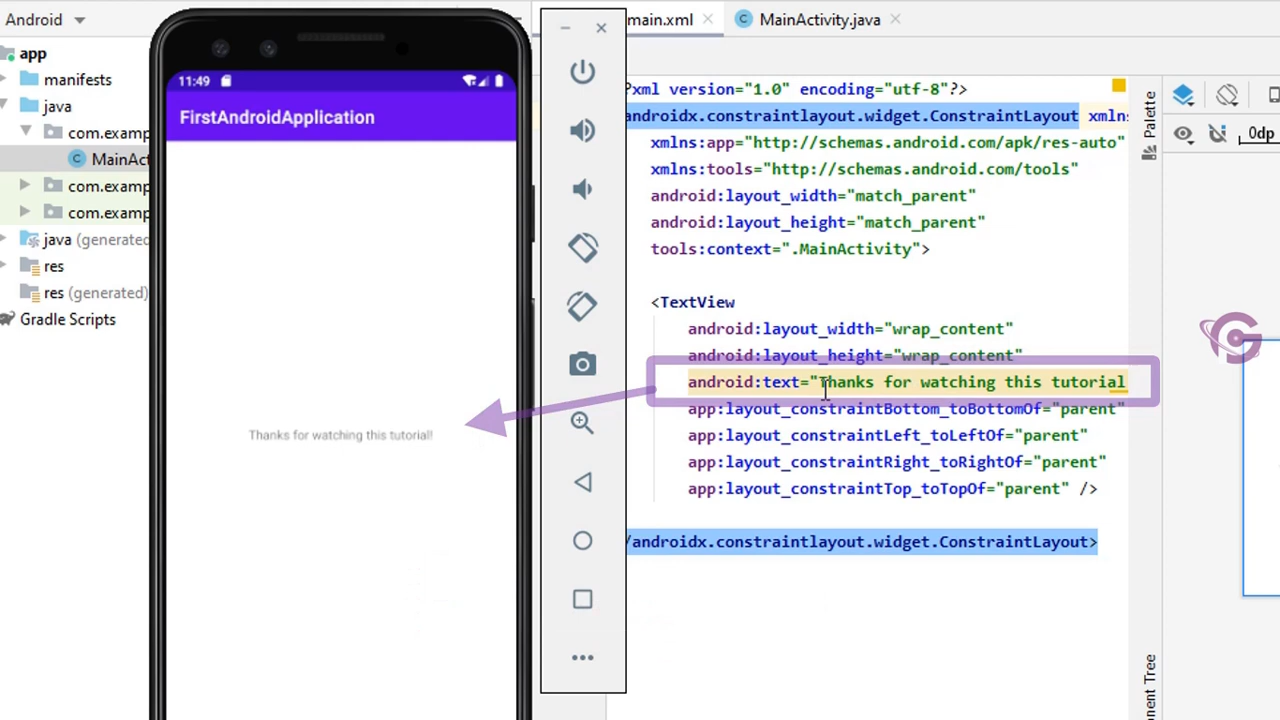 Android
app
manifests
java
com.examp
MainAct
com.examp
com.examp
java (generated)
res
res (generated)
Gradle Scripts
11:49
FirstAndroidApplication
Thanks for watching this tutorial!
main.xml
MainActivity.java
?xml version="1.0" encoding="utf-8"?>
androidx.constraintlayout.widget.ConstraintLayout xmln
xmlns:app="http://schemas.android.com/apk/res-auto"
xmlns:tools="http://schemas.android.com/tools"
android:layout_width="match_parent"
android:layout_height="match_parent"
tools:context=".MainActivity">
<TextView
android:layout_width="wrap_content"
android:layout_height="wrap_content"
android:text="Thanks for watching this tutorial
app:layout_constraintBottom_toBottomOf="parent"
app:layout_constraintLeft_toLeftOf="parent"
app:layout_constraintRight_toRightOf="parent"
app:layout_constraintTop_toTopOf="parent" />
/androidx.constraintlayout.widget.ConstraintLayout>
Palette
0dp
nent Tree